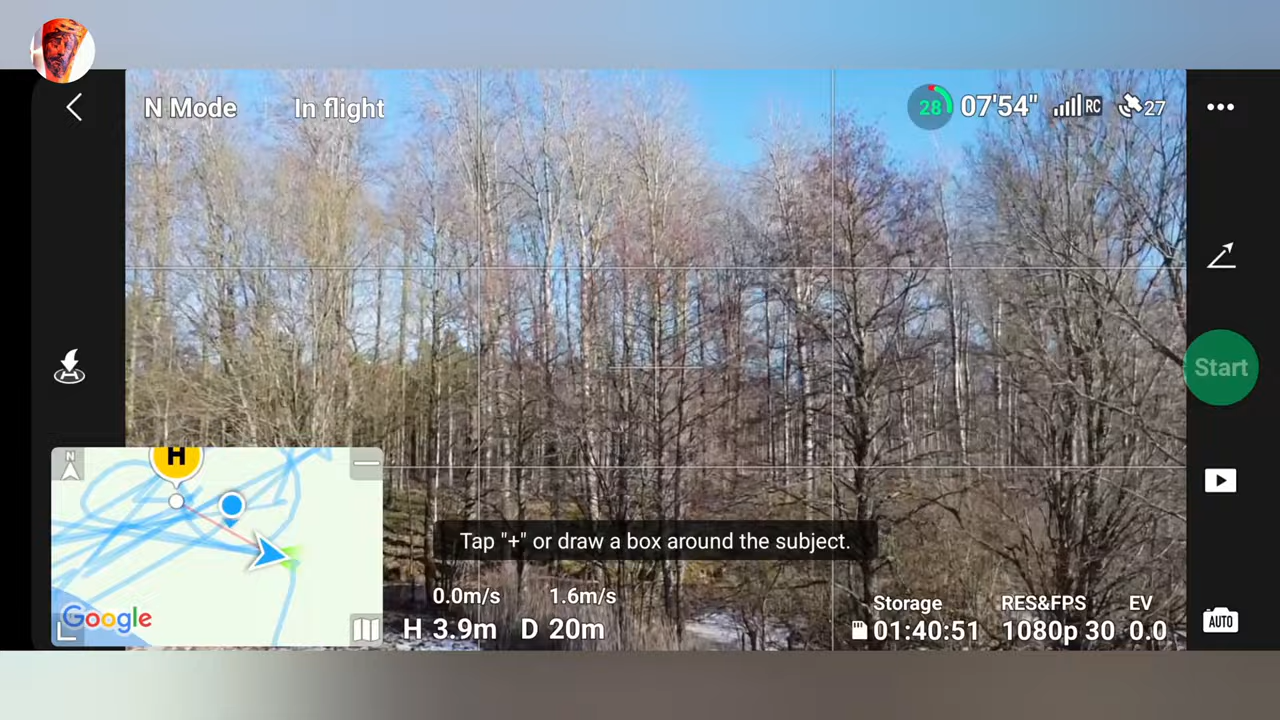 N Mode In flight
28 07'54" RC 27
Start
N
H
Tap "+" or draw a box around the subject.
0.0m/s 1.6m/s
H 3.9m D 20m
Storage RES&FPS EV
01:40:51 1080p 30 0.0
Google
AUTO